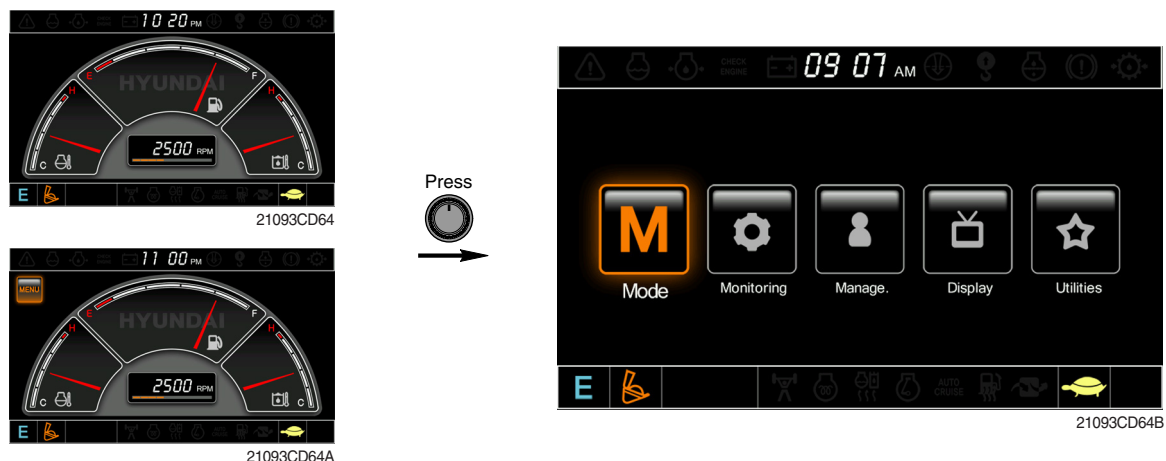 10 20 PM
E
F
HYUNDAI
H
H
2500 RPM
C
C
E
21093CD64
11 00 PM
MENU
E
F
HYUNDAI
H
H
2500 RPM
C
C
E
21093CD64A
Press
CHECK
ENGINE
09 07 AM
M
Mode
Monitoring
Manage.
Display
Utilities
E
AUTO
CRUISE
21093CD64B